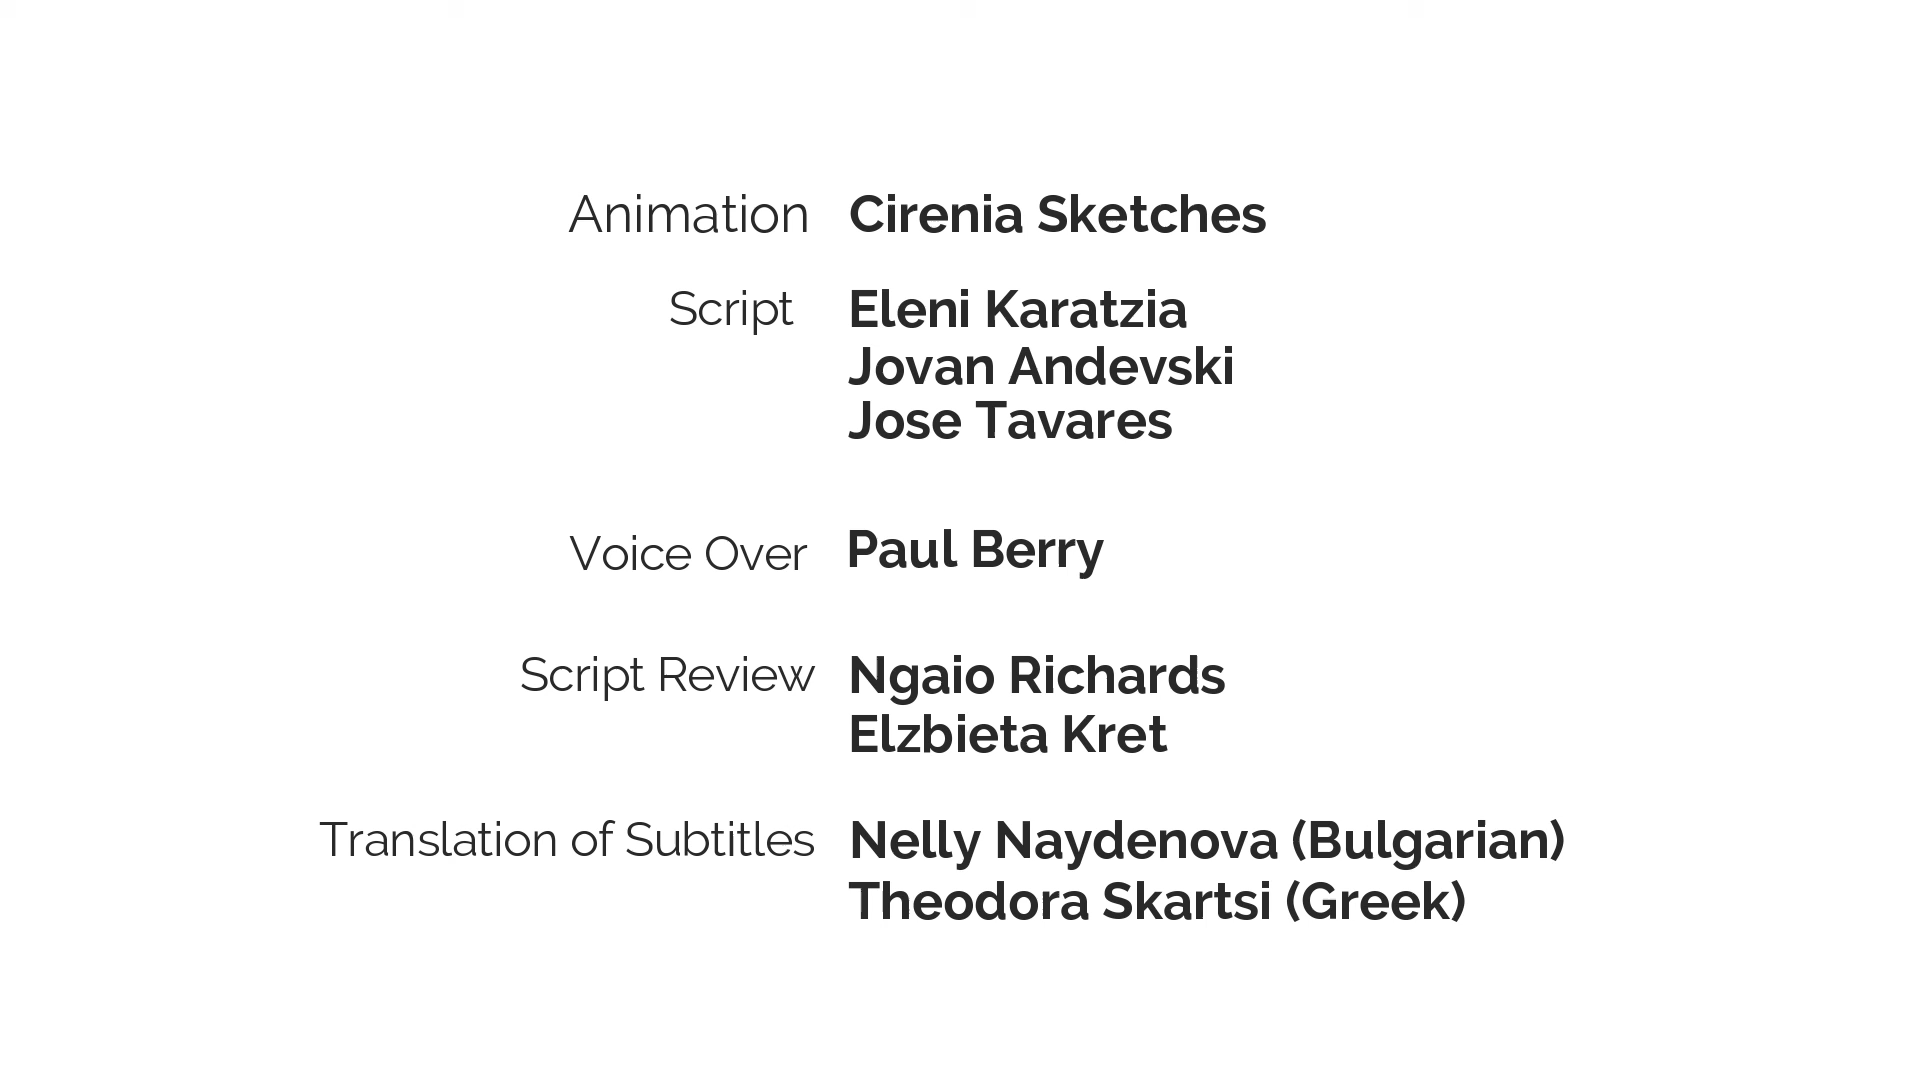 Animation Cirenia Sketches
Script Eleni Karatzia
Jovan Andevski
Jose Tavares
Voice Over Paul Berry
Script Review Ngaio Richards
Elzbieta Kret
Translation of Subtitles Nelly Naydenova (Bulgarian)
Theodora Skartsi (Greek)